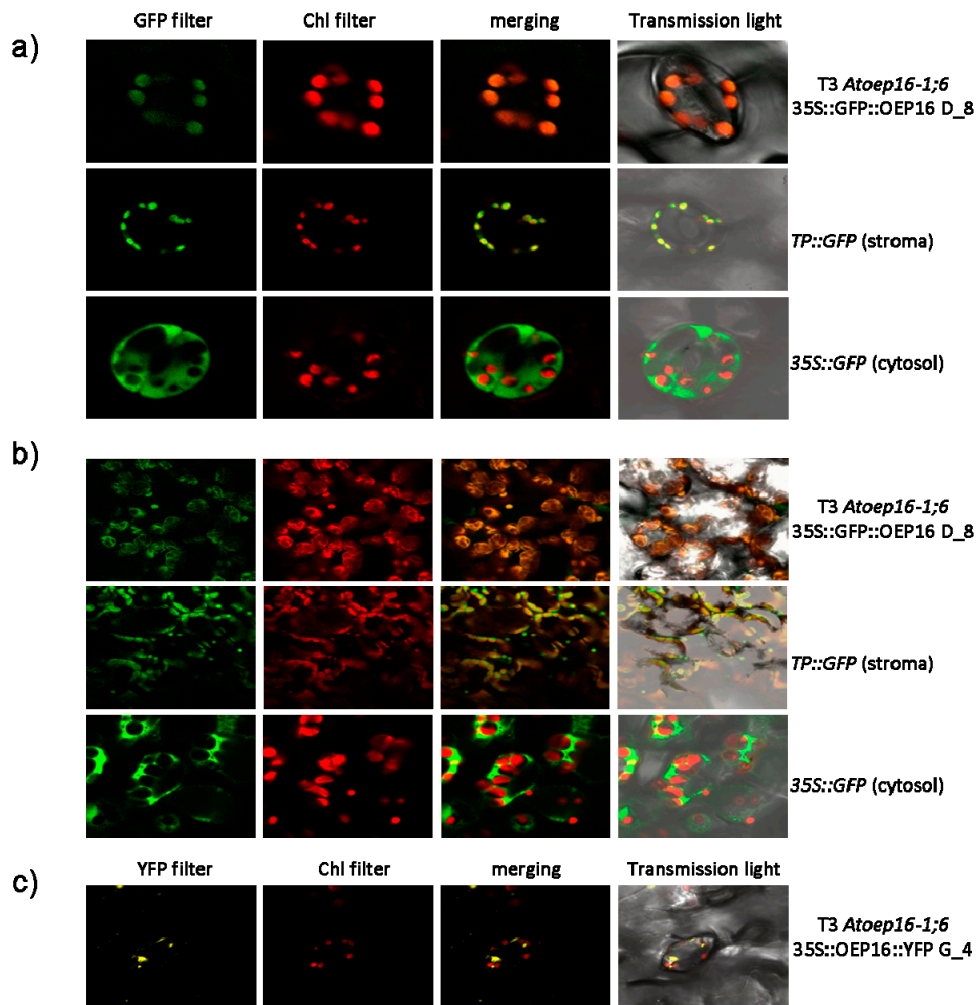 GFP filter Chl filter merging Transmission light
a)
T3 Atoep16-1;6
35S::GFP::OEP16 D_8
TP::GFP (stroma)
35S::GFP (cytosol)
b)
T3 Atoep16-1;6
35S::GFP::OEP16 D_8
TP::GFP (stroma)
35S::GFP (cytosol)
YFP filter Chl filter merging Transmission light
c)
T3 Atoep16-1;6
35S::OEP16::YFP G_4